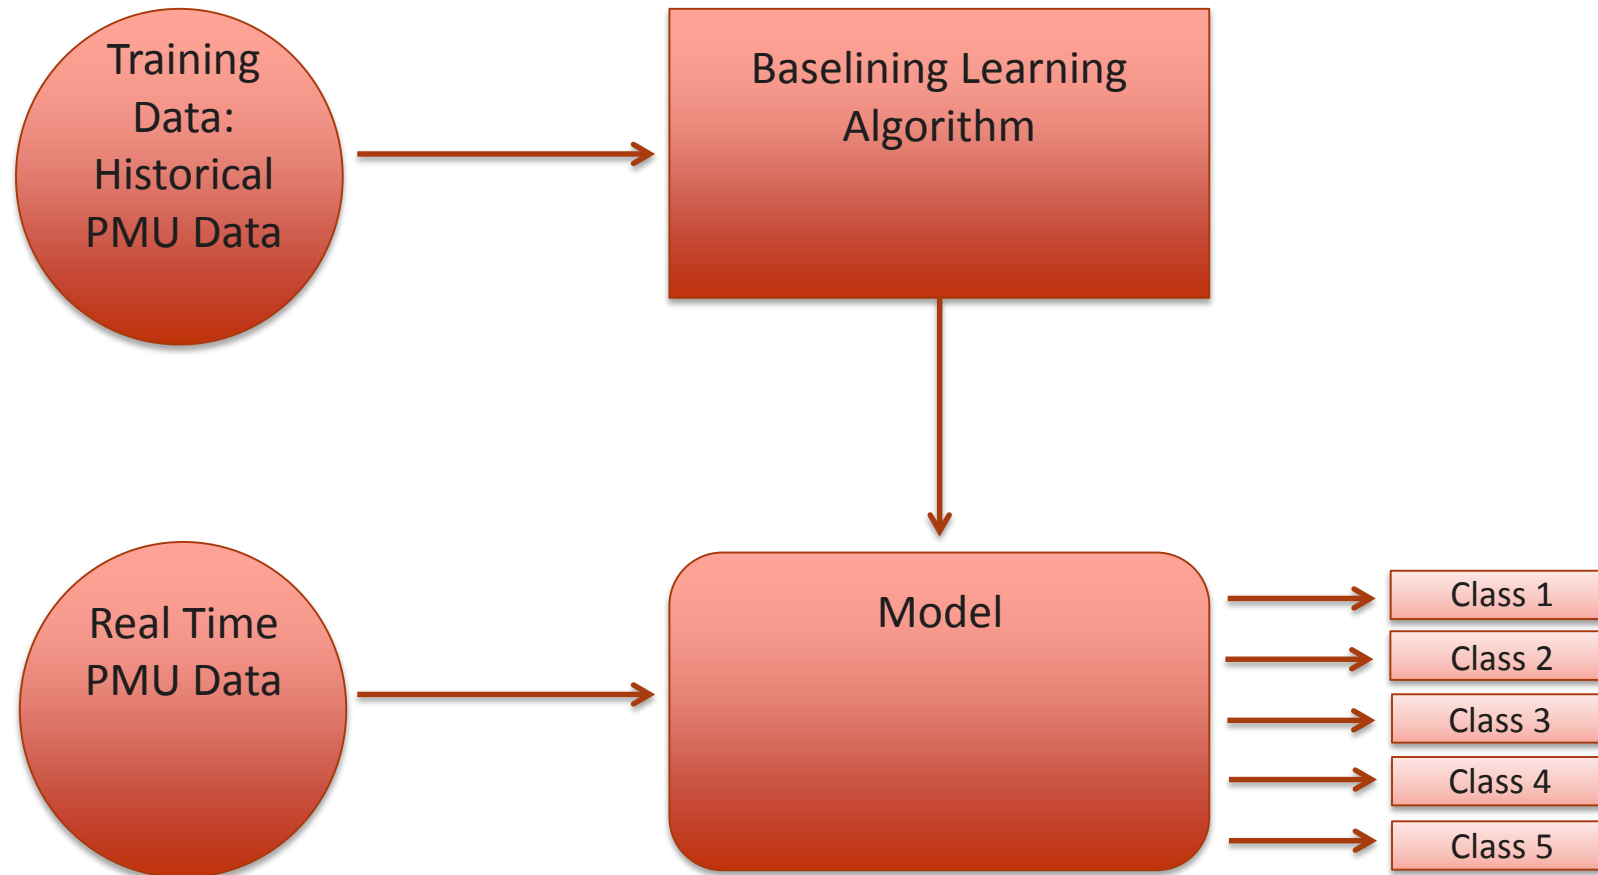 Training
Data:
Historical
PMU Data
Baselining Learning
Algorithm
Real Time
PMU Data
Model
Class 1
Class 2
Class 3
Class 4
Class 5